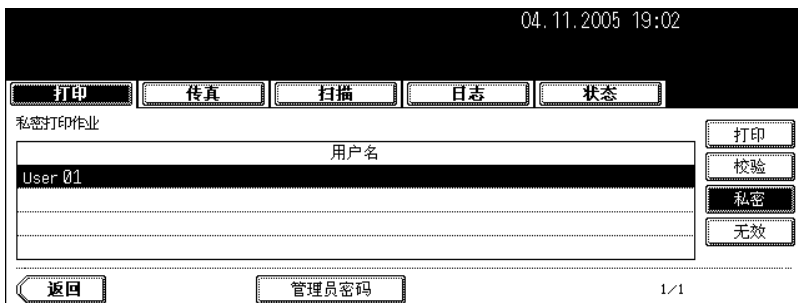 04.11.2005 19:02
打印 传真 扫描 日志 状态
私密打印作业
用户名
User 01
打印
校验
私密
无效
返回 管理员密码 1/1